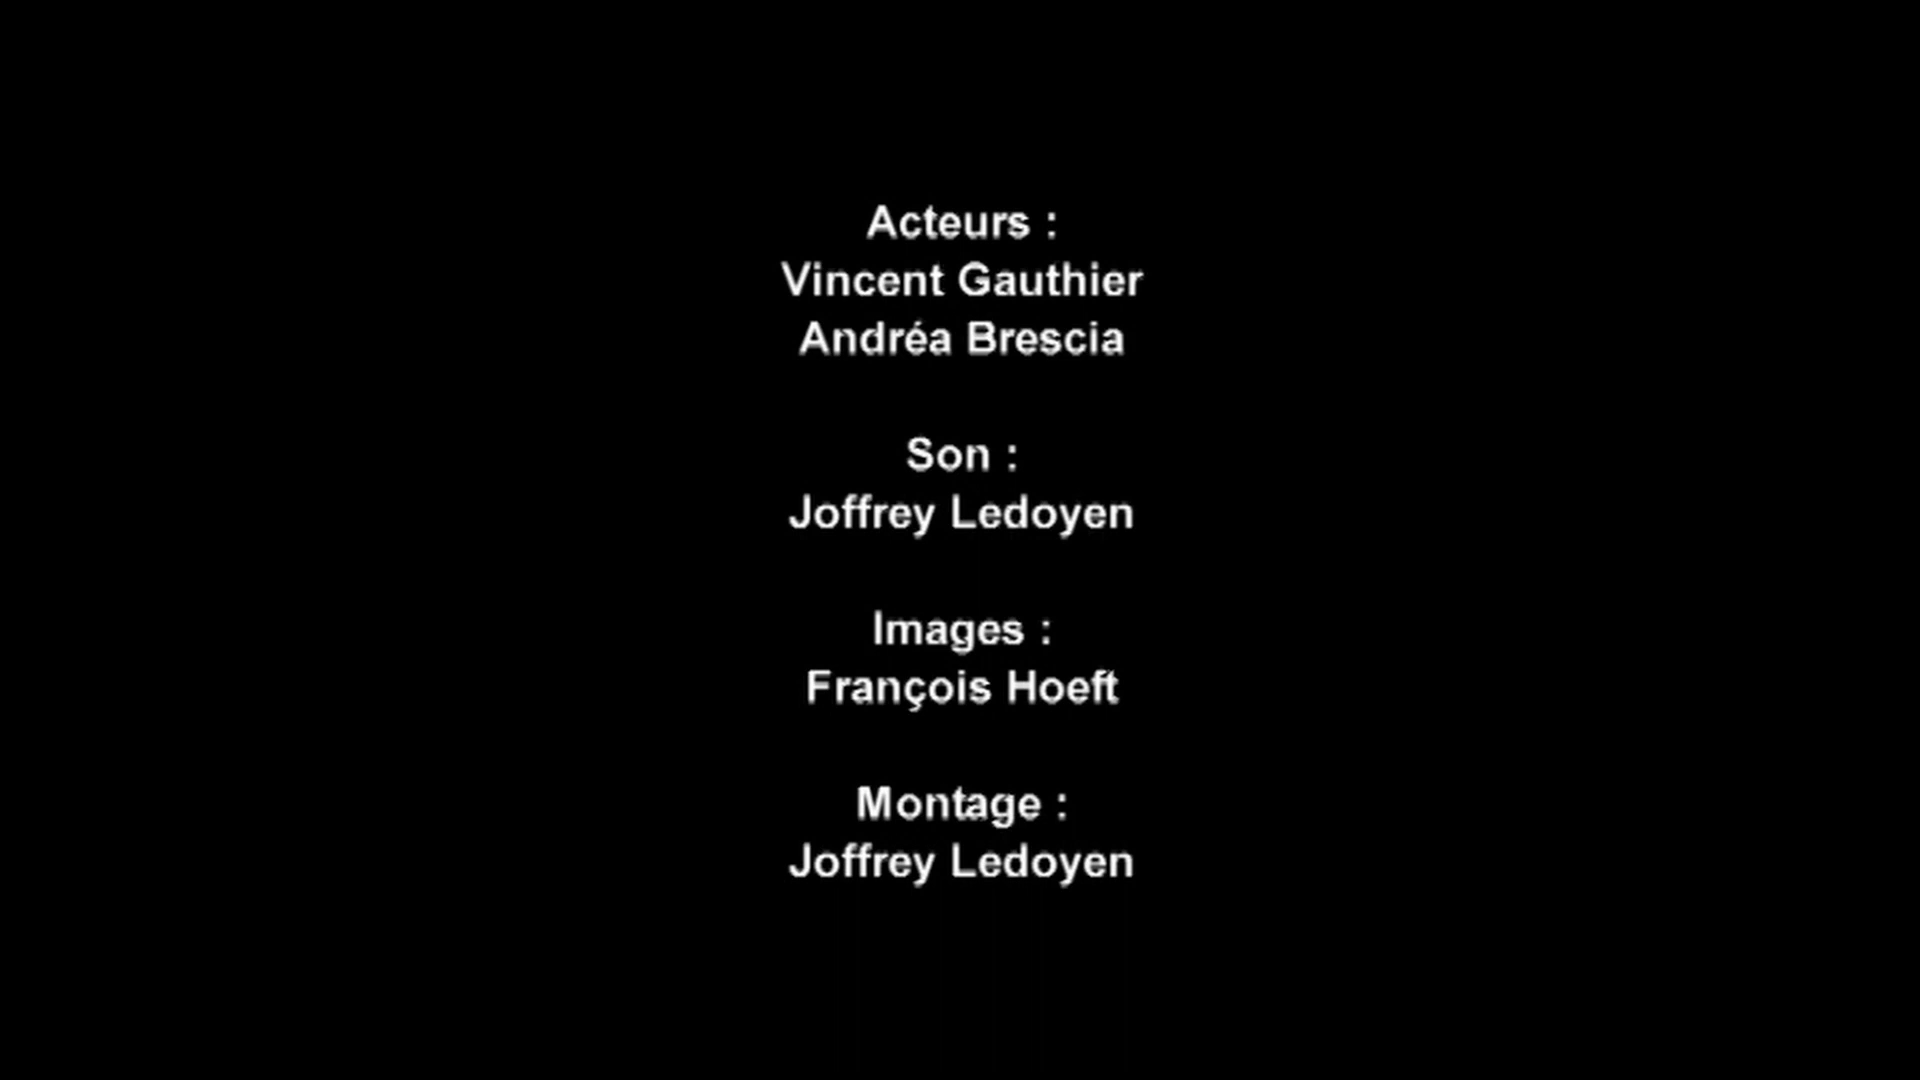 Acteurs :
Vincent Gauthier
Andréa Brescia
Son :
Joffrey Ledoyen
Images :
François Hoeft
Montage :
Joffrey Ledoyen